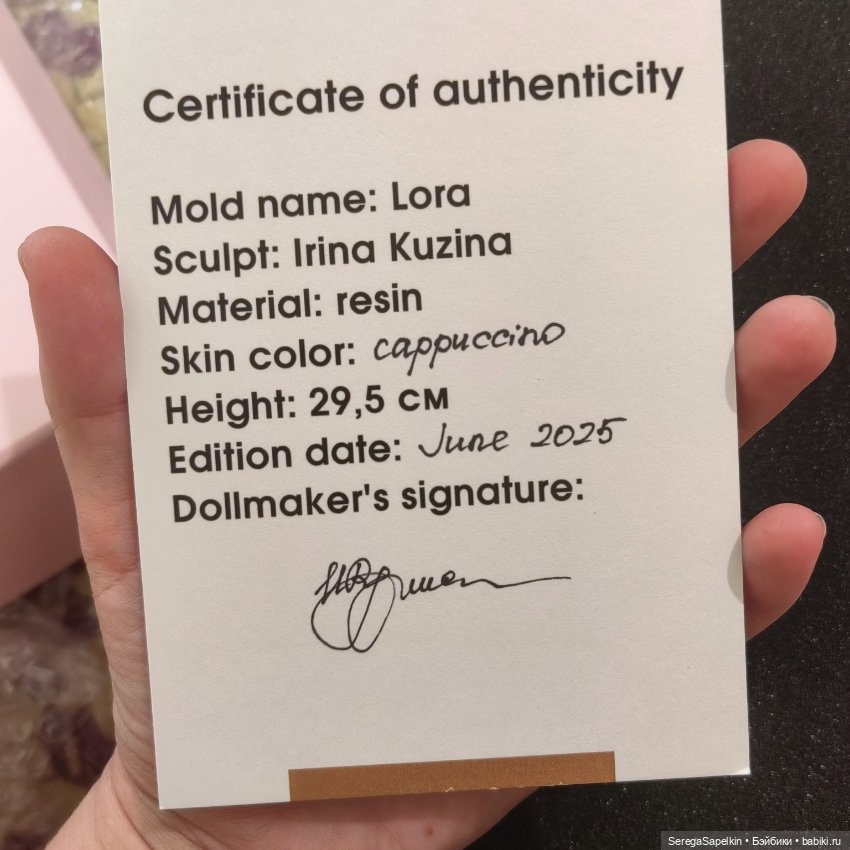 Certificate of authenticity
Mold name: Lora
Sculpt: Irina Kuzina
Material: resin
Skin color: cappuccino
Height: 29,5 см
Edition date: June 2025
Dollmaker's signature:
SeregaSapelkin • Бэйбики • babiki.ru